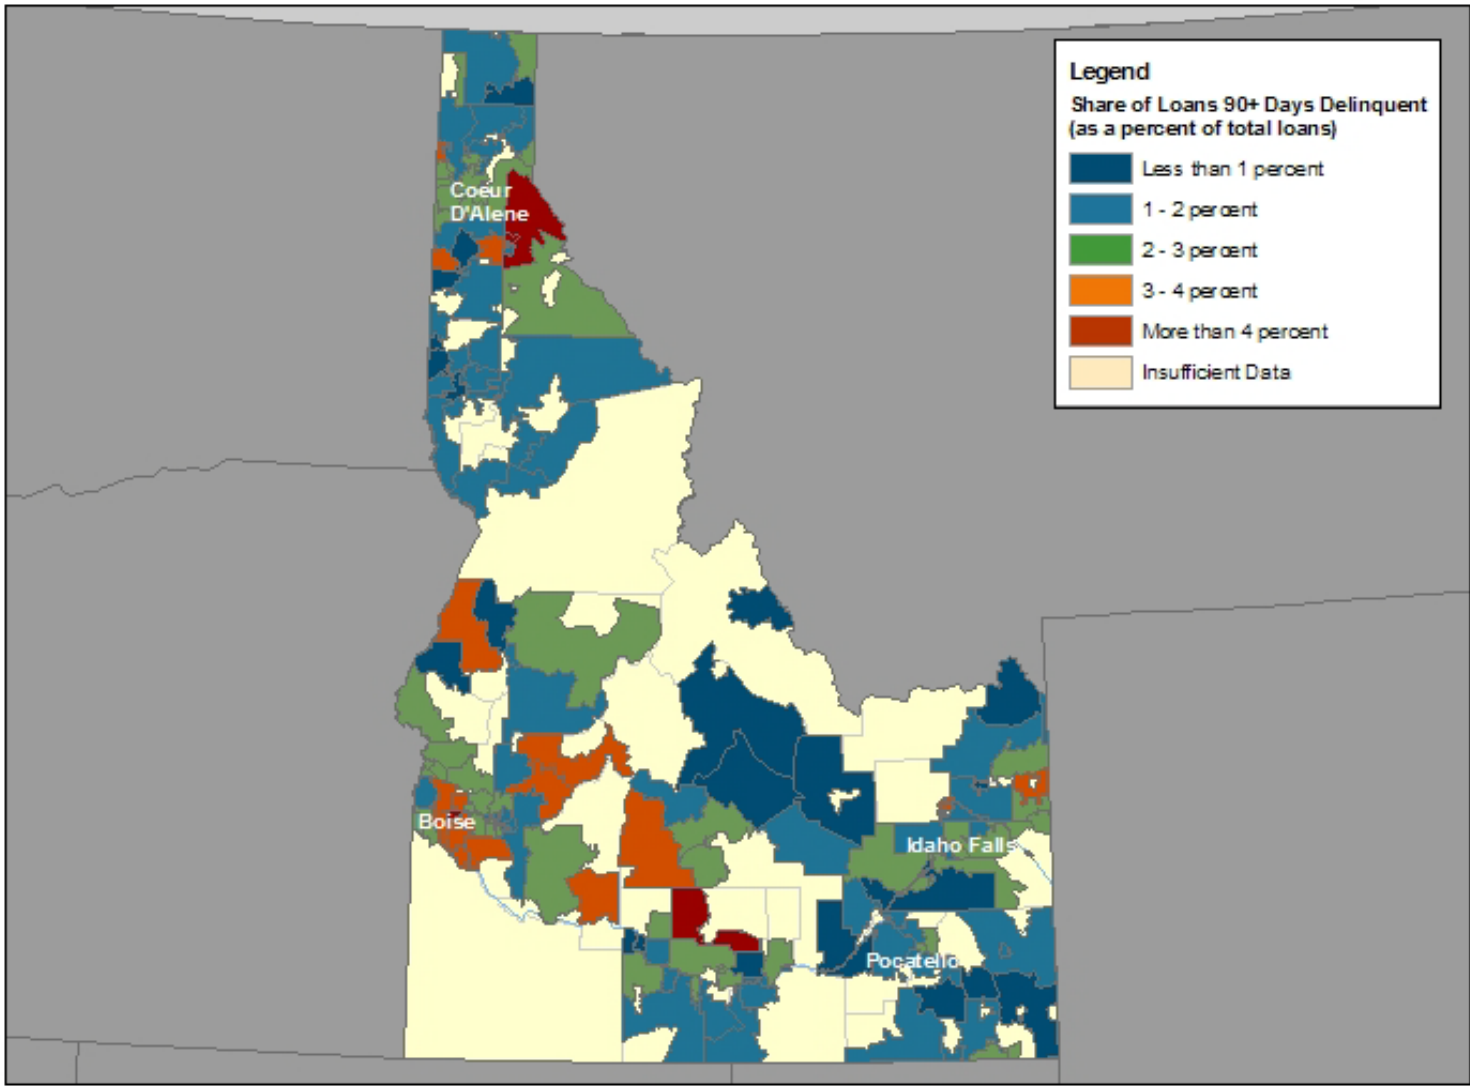 Legend
Share of Loans 90+ Days Delinquent
(as a percent of total loans)
Less than 1 percent
1 - 2 percent
2 - 3 percent
3 - 4 percent
More than 4 percent
Insufficient Data
Coeur
D'Alene
Boise
Idaho Falls
Pocatello